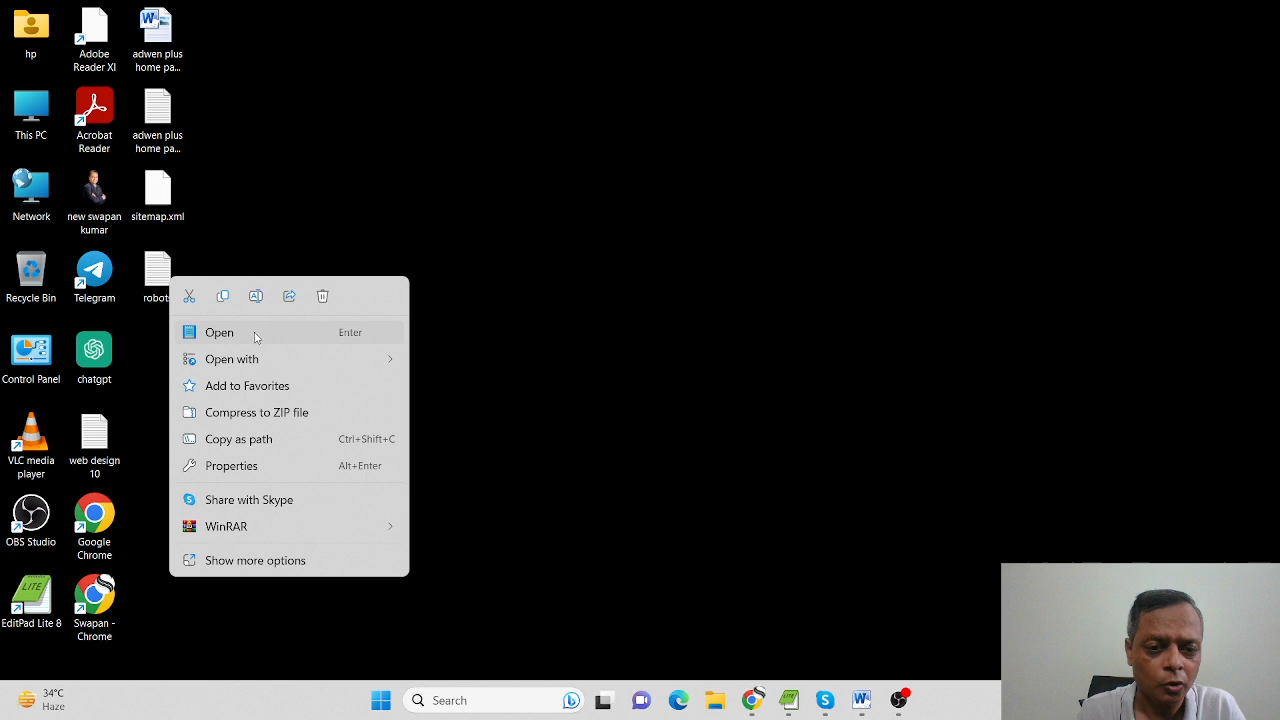 hp
Adobe
Reader XI
adwen plus
home pa...
This PC
Acrobat
Reader
adwen plus
home pa...
Network
new swapan
kumar
sitemap.xml
Recycle Bin
Telegram
robots
Control Panel
chatgpt
VLC media
player
web design
10
OBS Studio
Google
Chrome
LITE
EditPad Lite 8
Swapan -
Chrome
Open Enter
Open with
Add to Favorites
Compress to ZIP file
Copy as path Ctrl+Shift+C
Properties Alt+Enter
Share with Skype
WinRAR
Show more options
34°C
Haze
Search